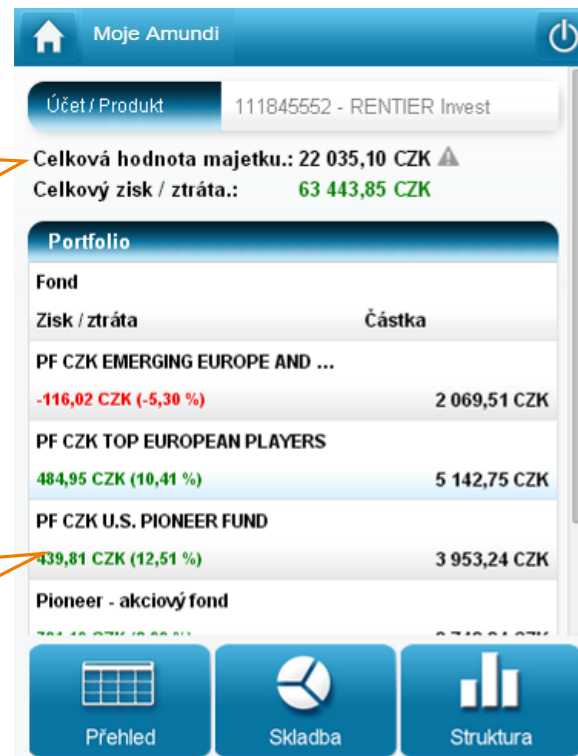 Moje Amundi
Účet / Produkt 111845552 - RENTIER Invest
Celková hodnota majetku.: 22 035,10 CZK
Celkový zisk / ztráta.: 63 443,85 CZK
Portfolio
Fond
Zisk / ztráta Částka
PF CZK EMERGING EUROPE AND ...
-116,02 CZK (-5,30 %) 2 069,51 CZK
PF CZK TOP EUROPEAN PLAYERS
484,95 CZK (10,41 %) 5 142,75 CZK
PF CZK U.S. PIONEER FUND
439,81 CZK (12,51 %) 3 953,24 CZK
Pioneer - akciový fond
Přehled Skladba Struktura